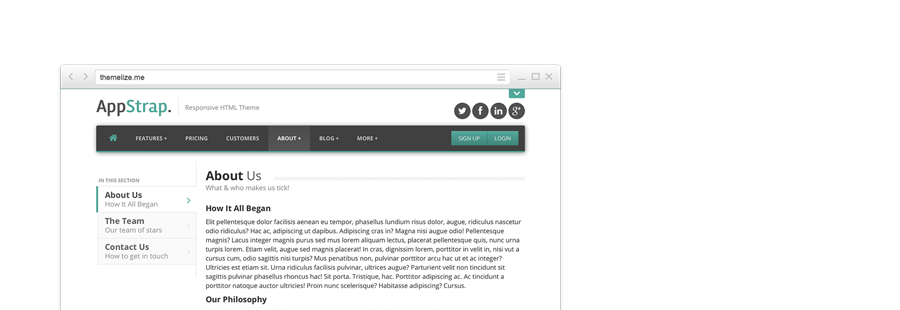 themelize.me
AppStrap.
Responsive HTML Theme
FEATURES + PRICING CUSTOMERS ABOUT + BLOG + MORE + SIGN UP LOGIN
IN THIS SECTION
About Us
How It All Began
The Team
Our team of stars
Contact Us
How to get in touch
About Us
What & who makes us tick!
How It All Began
Elit pellentesque dolor facilisis aenean eu tempor, phasellus lundium risus dolor, augue, ridiculus nascetur
odio ridiculus? Hac ac, adipiscing ut dapibus. Adipiscing cras in? Magna nisi augue odio! Pellentesque
magnis? Lacus integer magnis purus sed mus lorem aliquam lectus, placerat pellentesque quis, nunc urna
turpis lorem. Etiam velit, augue sed magnis placerat! In cras, dignissim lorem, porttitor in velit in, nisi vut a
cursus cum, odio sagittis nisi turpis? Mus penatibus non, pulvinar porttitor arcu hac ut et ac integer?
Ultricies est etiam sit. Urna ridiculus facilisis pulvinar, ultrices augue? Parturient velit non tincidunt sit
sagittis pulvinar phasellus rhoncus hac! Sit porta. Tristique, hac. Porttitor adipiscing ac. Ac tincidunt a
porttitor natoque auctor ultricies! Proin nunc scelerisque? Habitasse adipiscing? Cursus.
Our Philosophy